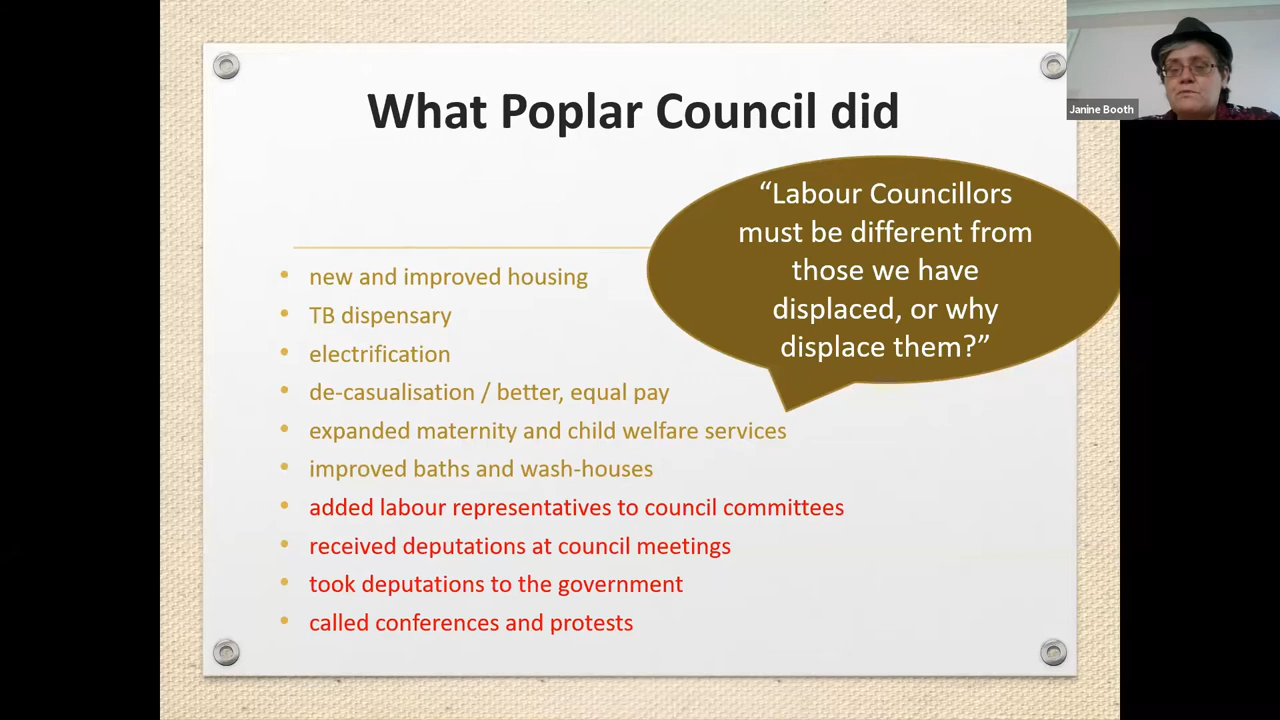 What Poplar Council did
Janine Booth
“Labour Councillors
must be different from
those we have
displaced, or why
displace them?”
• new and improved housing
• TB dispensary
• electrification
• de-casualisation / better, equal pay
• expanded maternity and child welfare services
• improved baths and wash-houses
• added labour representatives to council committees
• received deputations at council meetings
• took deputations to the government
• called conferences and protests